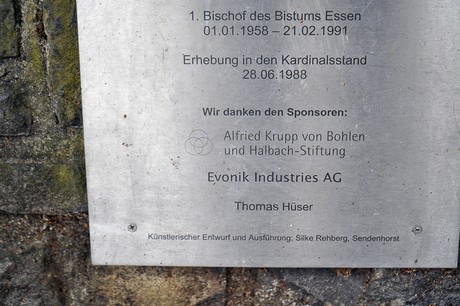 1. Bischof des Bistums Essen
01.01.1958 – 21.02.1991
Erhebung in den Kardinalsstand
28.06.1988
Wir danken den Sponsoren:
Alfried Krupp von Bohlen
und Halbach-Stiftung
Evonik Industries AG
Thomas Hüser
Künstlerischer Entwurf und Ausführung: Silke Rehberg, Sendenhorst